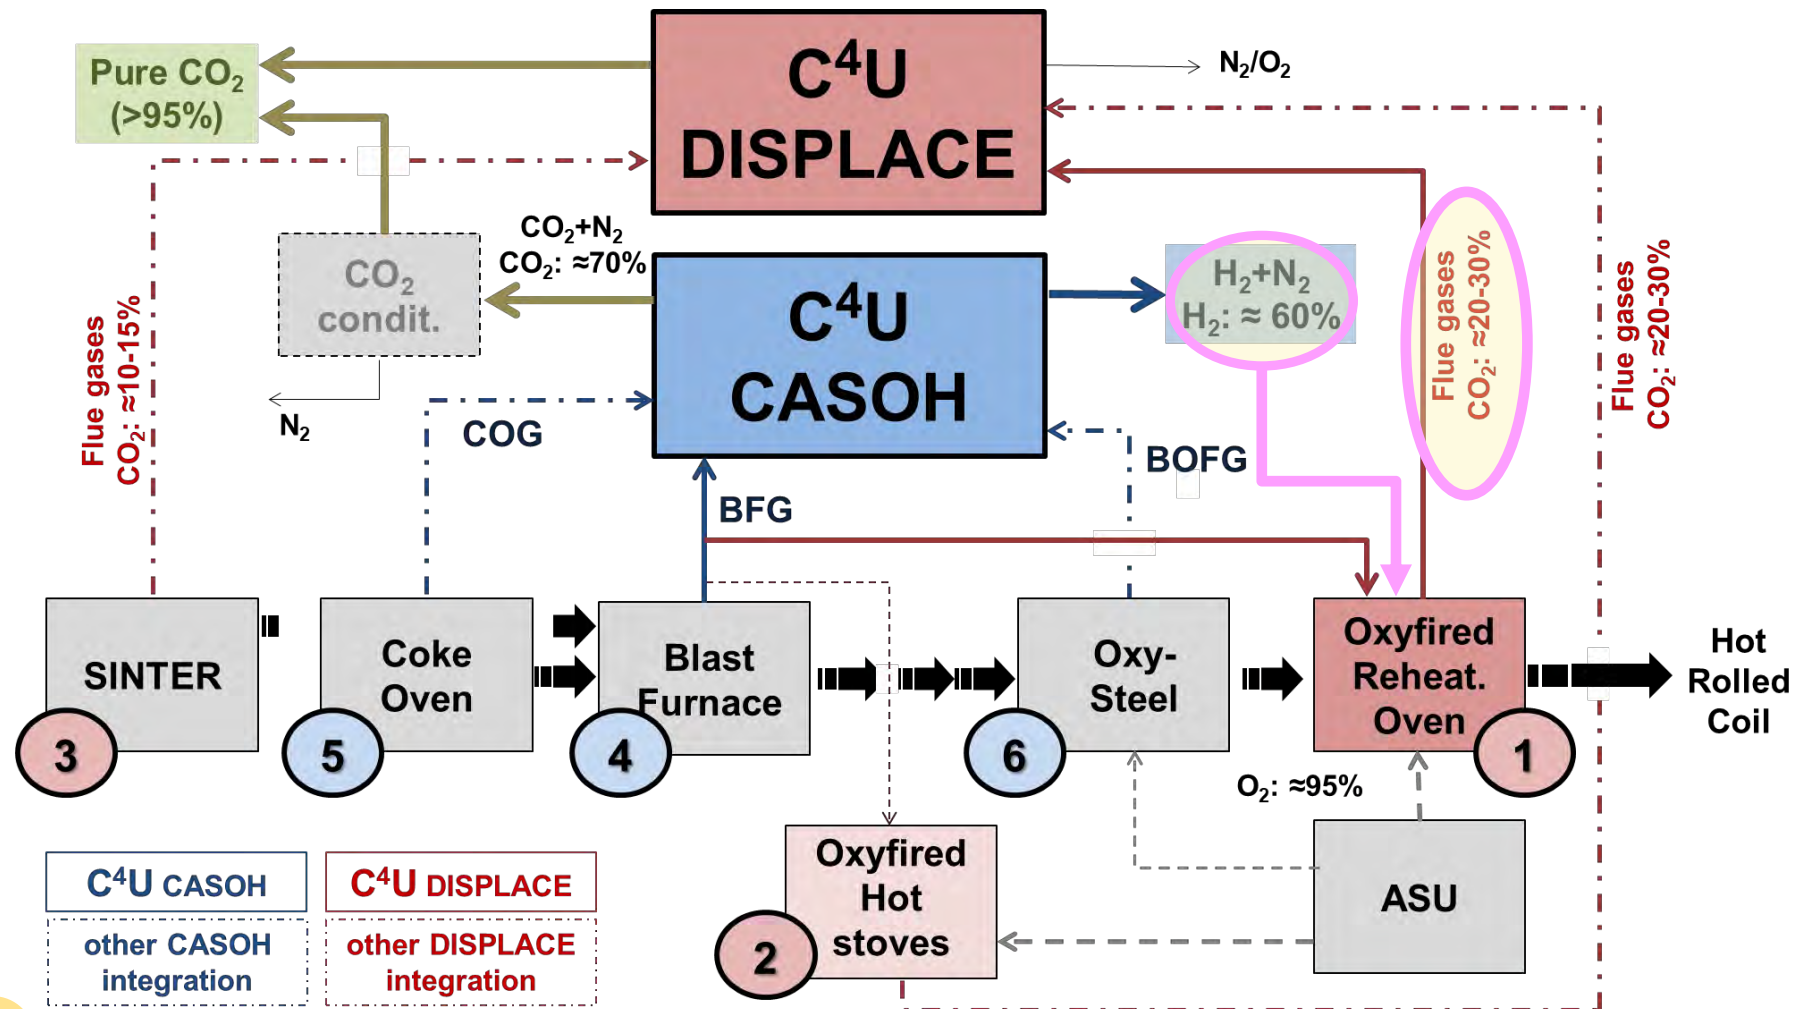 Pure CO₂
(>95%)
C⁴U
DISPLACE
N₂/O₂
CO₂+N₂
CO₂: ≈70%
CO₂
condit.
N₂
C⁴U
CASOH
H₂+N₂
H₂: ≈ 60%
Flue gases
CO₂: ≈10-15%
Flue gases
CO₂: ≈20-30%
Flue gases
CO₂: ≈20-30%
COG
BFG
BOFG
SINTER
3
Coke
Oven
5
Blast
Furnace
4
Oxy-
Steel
6
Oxyfired
Reheat.
Oven
1
Hot
Rolled
Coil
O₂: ≈95%
Oxyfired
Hot
stoves
2
ASU
C⁴U CASOH
C⁴U DISPLACE
other CASOH
integration
other DISPLACE
integration